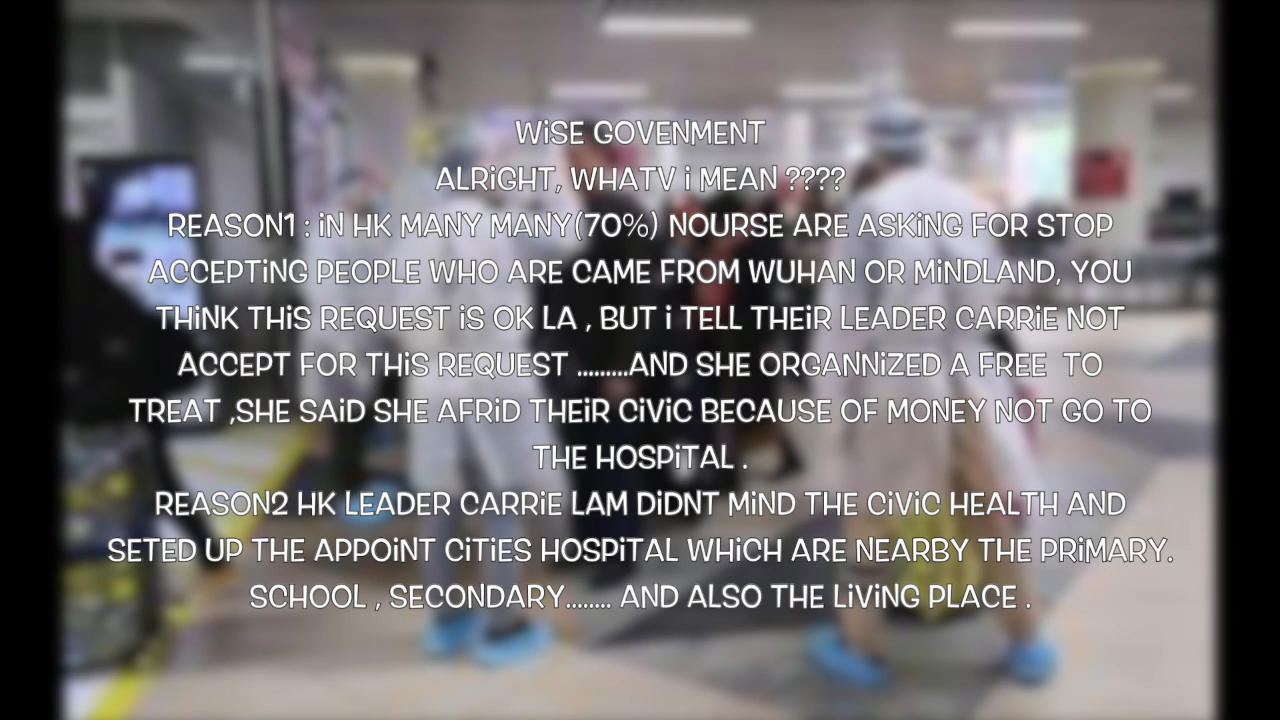 WiSE GOVENMENT
ALRiGHT, WHATV i MEAN ????
REASON1 : iN HK MANY MANY(70%) NOURSE ARE ASKiNG FOR STOP
ACCEPTiNG PEOPLE WHO ARE CAME FROM WUHAN OR MiNDLAND, YOU
THiNK THiS REQUEST iS OK LA , BUT i TELL THEiR LEADER CARRiE NOT
ACCEPT FOR THiS REQUEST .........AND SHE ORGANNiZED A FREE  TO
TREAT ,SHE SAiD SHE AFRiD THEiR CiViC BECAUSE OF MONEY NOT GO TO
THE HOSPiTAL .
REASON2 HK LEADER CARRiE LAM DiDNT MiND THE CiViC HEALTH AND
SETED UP THE APPOiNT CiTiES HOSPiTAL WHiCH ARE NEARBY THE PRiMARY.
SCHOOL , SECONDARY........ AND ALSO THE LiViNG PLACE .